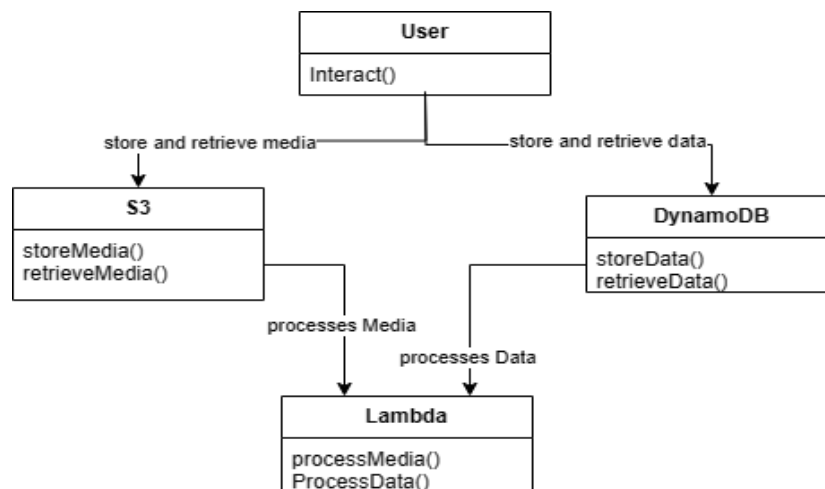 User
Interact()
store and retrieve media
store and retrieve data
S3
storeMedia()
retrieveMedia()
DynamoDB
storeData()
retrieveData()
processes Media
processes Data
Lambda
processMedia()
ProcessData()